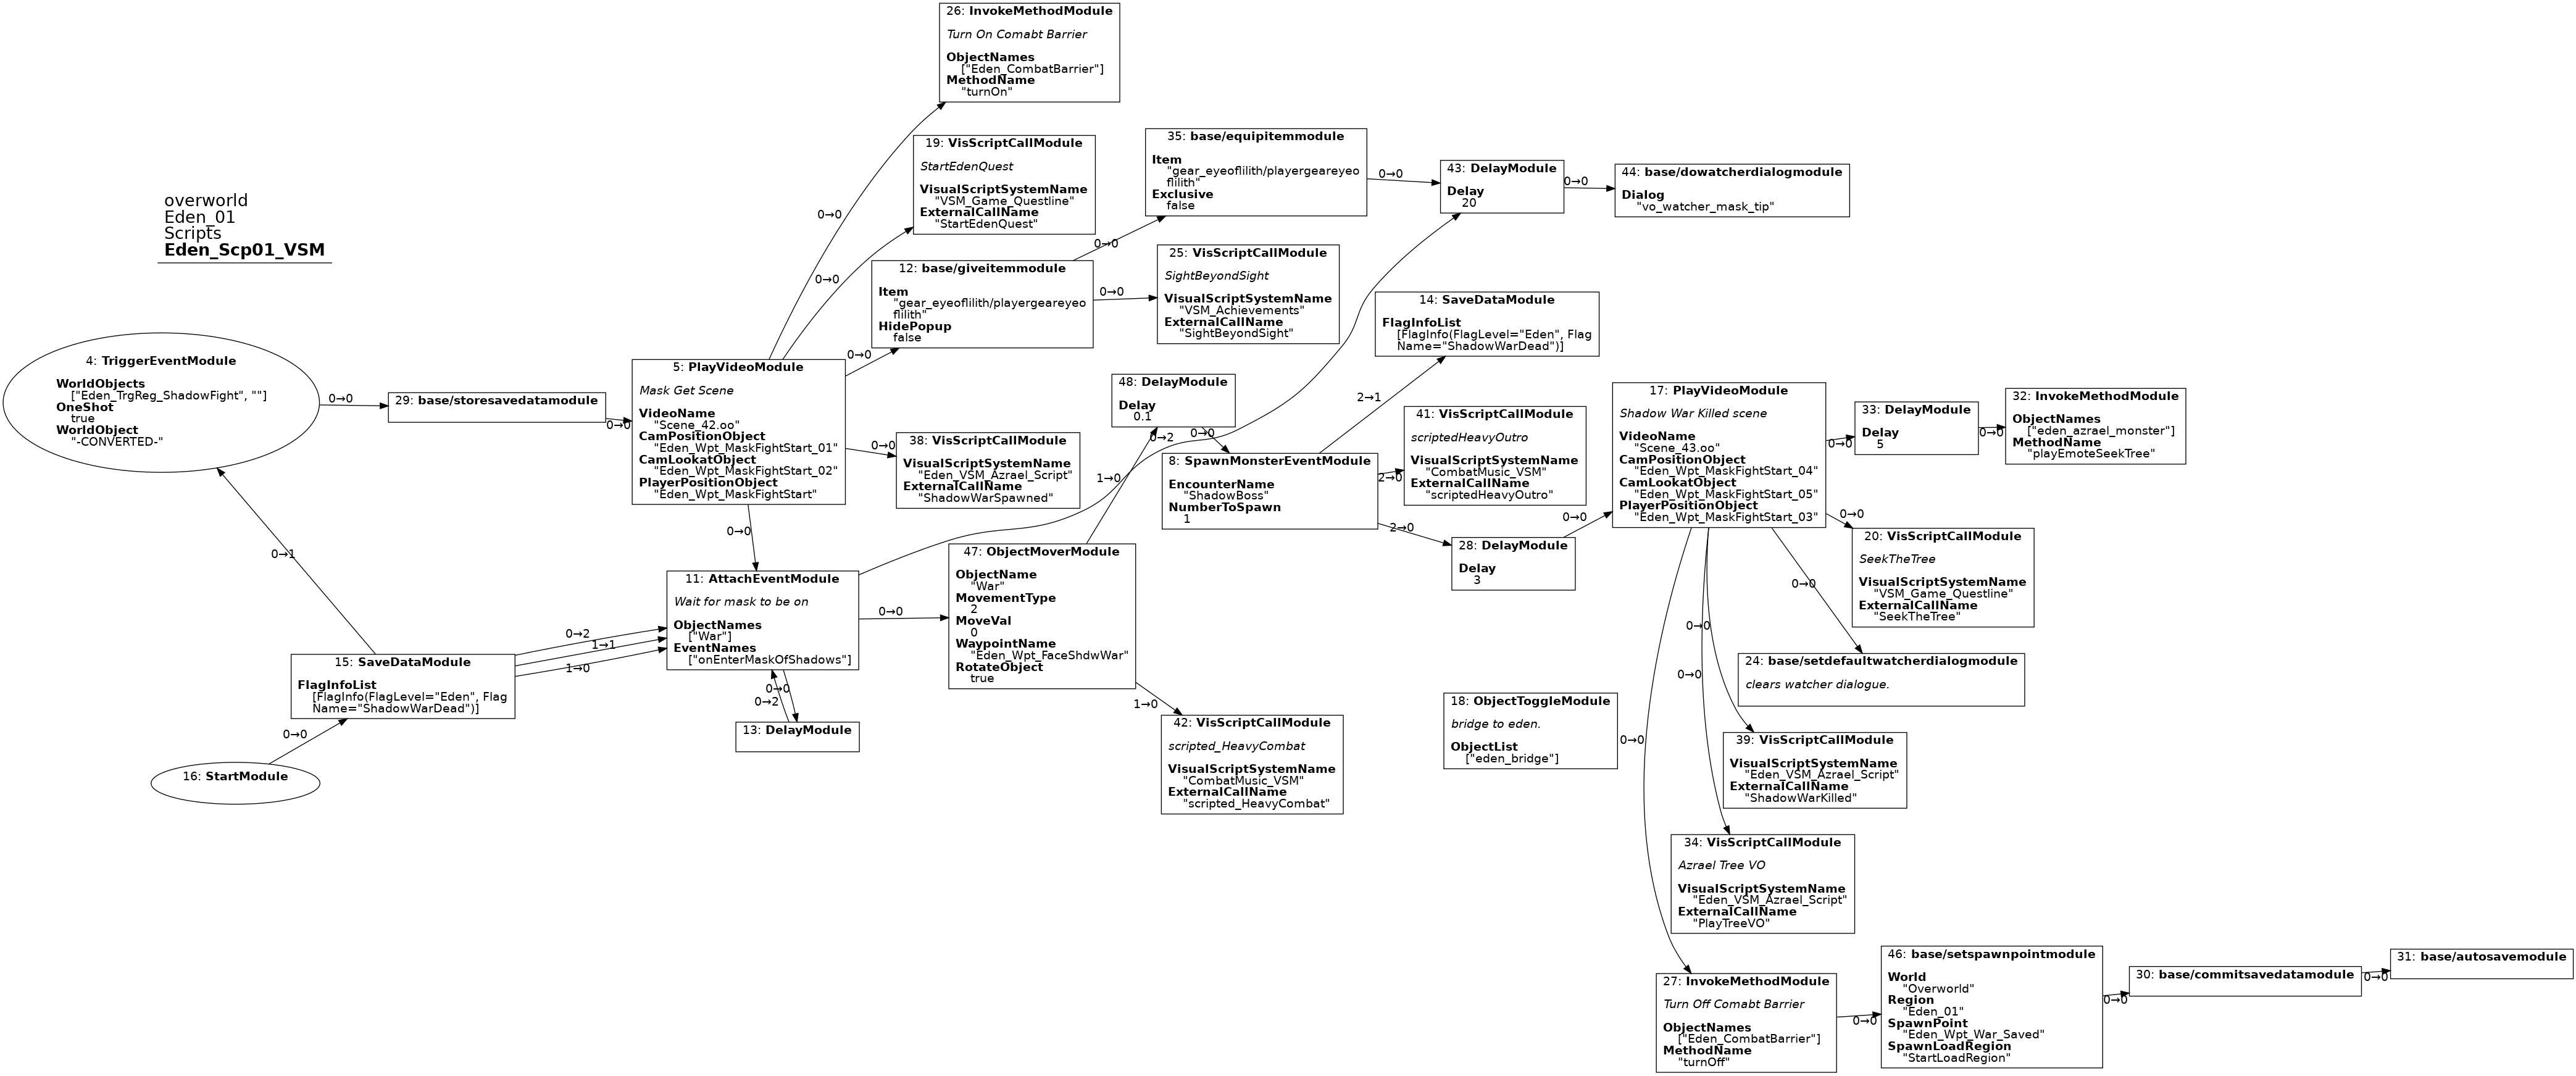 overworld
Eden_01
Scripts
Eden_Scp01_VSM
26: InvokeMethodModule
Turn On Comabt Barrier
ObjectNames
["Eden_CombatBarrier"]
MethodName
"turnOn"
19: VisScriptCallModule
StartEdenQuest
VisualScriptSystemName
"VSM_Game_Questline"
ExternalCallName
"StartEdenQuest"
35: base/equipitemmodule
Item
"gear_eyeoflilith/playergeareyeo
flilith"
Exclusive
false
43: DelayModule
Delay
20
44: base/dowatcherdialogmodule
Dialog
"vo_watcher_mask_tip"
12: base/giveitemmodule
Item
"gear_eyeoflilith/playergeareyeo
flilith"
HidePopup
false
25: VisScriptCallModule
SightBeyondSight
VisualScriptSystemName
"VSM_Achievements"
ExternalCallName
"SightBeyondSight"
14: SaveDataModule
FlagInfoList
[FlagInfo(FlagLevel="Eden", Flag
Name="ShadowWarDead")]
4: TriggerEventModule
WorldObjects
["Eden_TrgReg_ShadowFight", ""]
OneShot
true
WorldObject
"-CONVERTED-"
29: base/storesavedatamodule
5: PlayVideoModule
Mask Get Scene
VideoName
"Scene_42.oo"
CamPositionObject
"Eden_Wpt_MaskFightStart_01"
CamLookatObject
"Eden_Wpt_MaskFightStart_02"
PlayerPositionObject
"Eden_Wpt_MaskFightStart"
38: VisScriptCallModule
VisualScriptSystemName
"Eden_VSM_Azrael_Script"
ExternalCallName
"ShadowWarSpawned"
48: DelayModule
Delay
0.1
8: SpawnMonsterEventModule
EncounterName
"ShadowBoss"
NumberToSpawn
1
41: VisScriptCallModule
scriptedHeavyOutro
VisualScriptSystemName
"CombatMusic_VSM"
ExternalCallName
"scriptedHeavyOutro"
28: DelayModule
Delay
3
17: PlayVideoModule
Shadow War Killed scene
VideoName
"Scene_43.oo"
CamPositionObject
"Eden_Wpt_MaskFightStart_04"
CamLookatObject
"Eden_Wpt_MaskFightStart_05"
PlayerPositionObject
"Eden_Wpt_MaskFightStart_03"
33: DelayModule
Delay
5
32: InvokeMethodModule
ObjectNames
["eden_azrael_monster"]
MethodName
"playEmoteSeekTree"
20: VisScriptCallModule
SeekTheTree
VisualScriptSystemName
"VSM_Game_Questline"
ExternalCallName
"SeekTheTree"
11: AttachEventModule
Wait for mask to be on
ObjectNames
["War"]
EventNames
["onEnterMaskOfShadows"]
47: ObjectMoverModule
ObjectName
"War"
MovementType
2
MoveVal
0
WaypointName
"Eden_Wpt_FaceShdwWar"
RotateObject
true
15: SaveDataModule
FlagInfoList
[FlagInfo(FlagLevel="Eden", Flag
Name="ShadowWarDead")]
16: StartModule
13: DelayModule
42: VisScriptCallModule
scripted_HeavyCombat
VisualScriptSystemName
"CombatMusic_VSM"
ExternalCallName
"scripted_HeavyCombat"
18: ObjectToggleModule
bridge to eden.
ObjectList
["eden_bridge"]
24: base/setdefaultwatcherdialogmodule
clears watcher dialogue.
39: VisScriptCallModule
VisualScriptSystemName
"Eden_VSM_Azrael_Script"
ExternalCallName
"ShadowWarKilled"
34: VisScriptCallModule
Azrael Tree VO
VisualScriptSystemName
"Eden_VSM_Azrael_Script"
ExternalCallName
"PlayTreeVO"
27: InvokeMethodModule
Turn Off Comabt Barrier
ObjectNames
["Eden_CombatBarrier"]
MethodName
"turnOff"
46: base/setspawnpointmodule
World
"Overworld"
Region
"Eden_01"
SpawnPoint
"Eden_Wpt_War_Saved"
SpawnLoadRegion
"StartLoadRegion"
30: base/commitsavedatamodule
31: base/autosavemodule
0→0
0→0
0→0
0→0
0→0
0→0
0→0
0→0
0→0
0→0
0→0
0→1
0→2
1→1
1→0
0→0
0→0
0→2
0→0
1→0
0→2
0→0
1→0
2→1
2→0
2→0
0→0
0→0
0→0
0→0
0→0
0→0
0→0
0→0
0→0
0→0
0→0